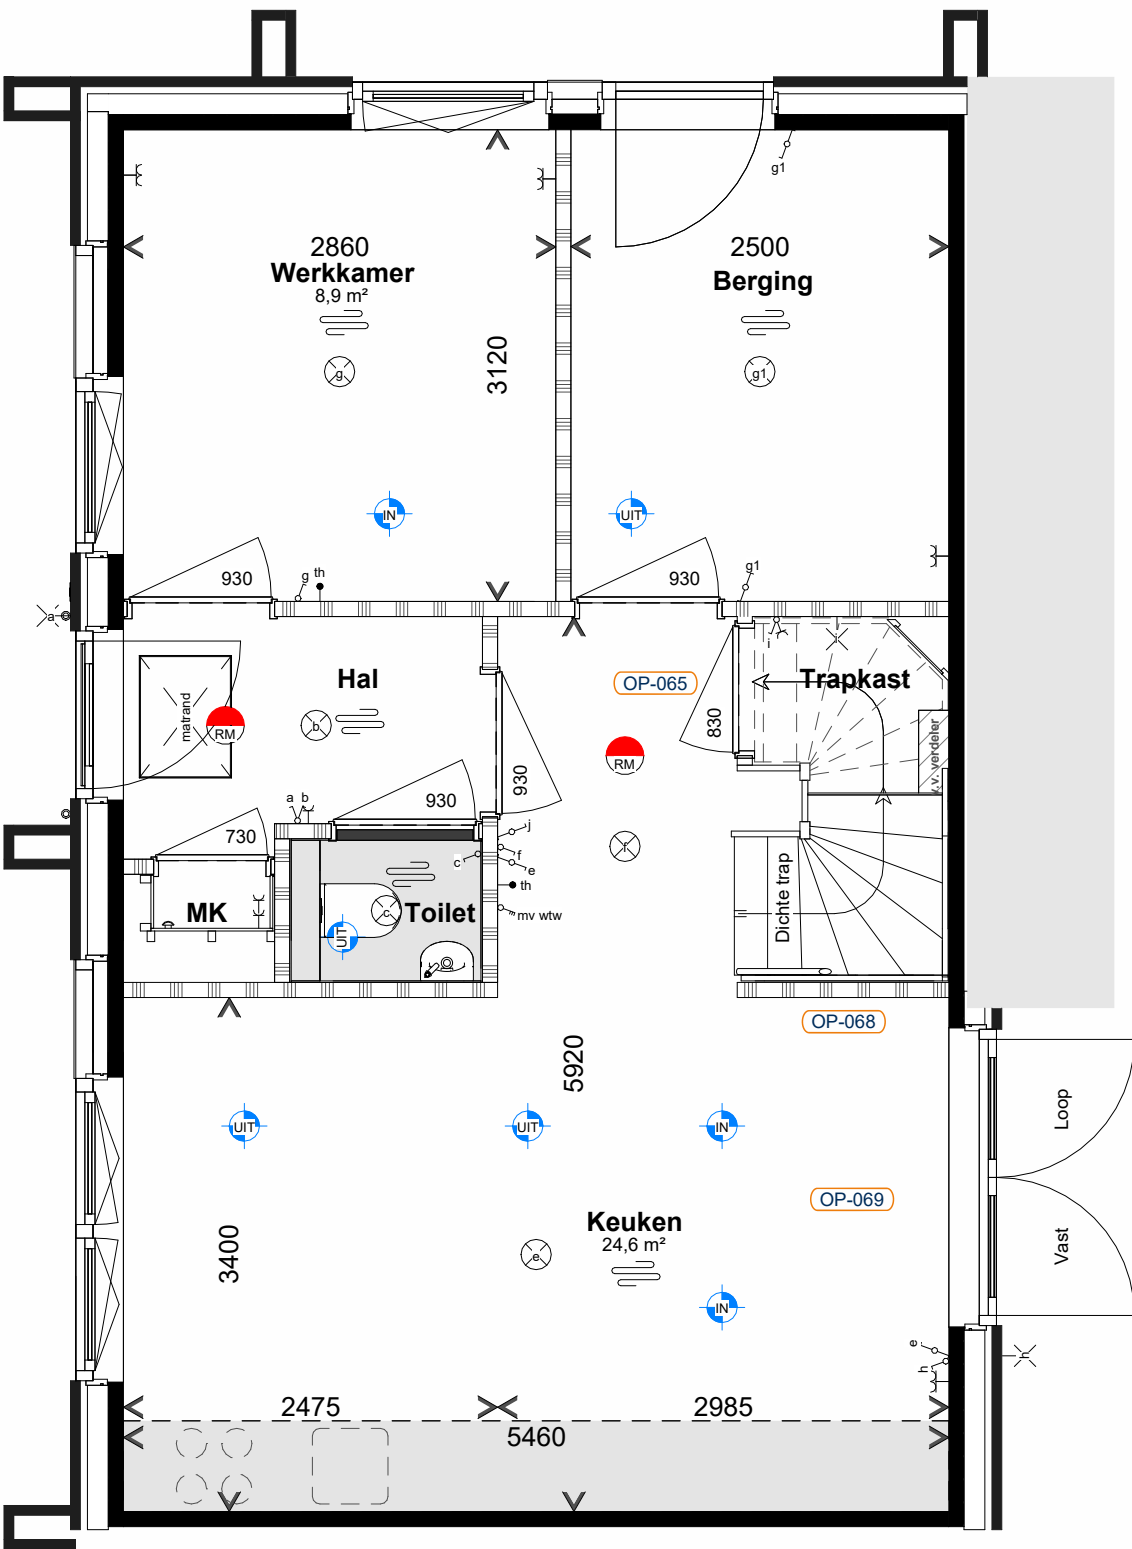 g1
2860
2500
Werkkamer
8,9 m²
Berging
3120
g
g1
IN
UIT
930
g
th
930
g1
a
i
i
Hal
OP-065
Trapkast
matrand
RM
b
830
RM
v.v. verdeler
930
a
b
930
730
j
f
e
c
th
mv wtw
f
Dichte trap
MK
UIT
c
Toilet
OP-068
5920
Loop
UIT
UIT
IN
OP-069
Keuken
24,6 m²
3400
e
Vast
IN
e
h
h
2475
2985
5460